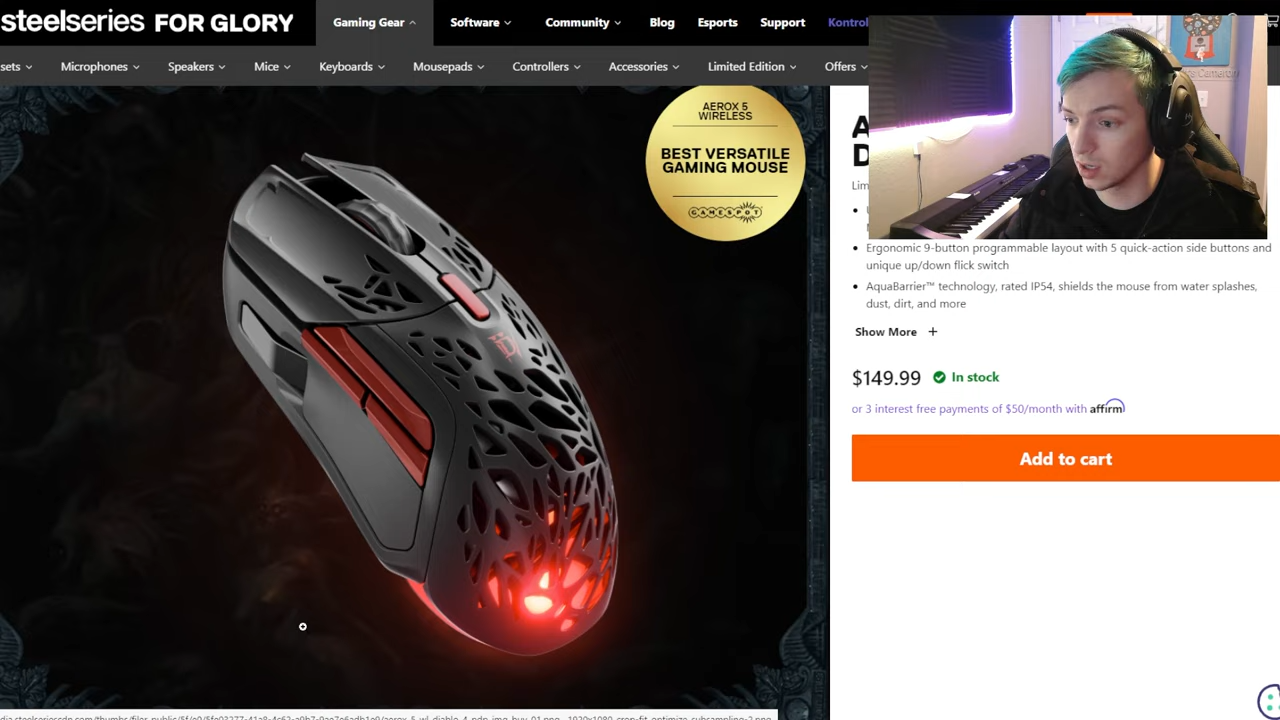 steelseries FOR GLORY
Gaming Gear
Software
Community
Blog
Esports
Support
Kontrol
sets
Microphones
Speakers
Mice
Keyboards
Mousepads
Controllers
Accessories
Limited Edition
Offers
AEROX 5
WIRELESS
BEST VERSATILE
GAMING MOUSE
GAMESPOT
A
D
Lim
Ergonomic 9-button programmable layout with 5 quick-action side buttons and
unique up/down flick switch
AquaBarrier™ technology, rated IP54, shields the mouse from water splashes,
dust, dirt, and more
Show More +
$149.99
In stock
or 3 interest free payments of $50/month with affirm
Add to cart